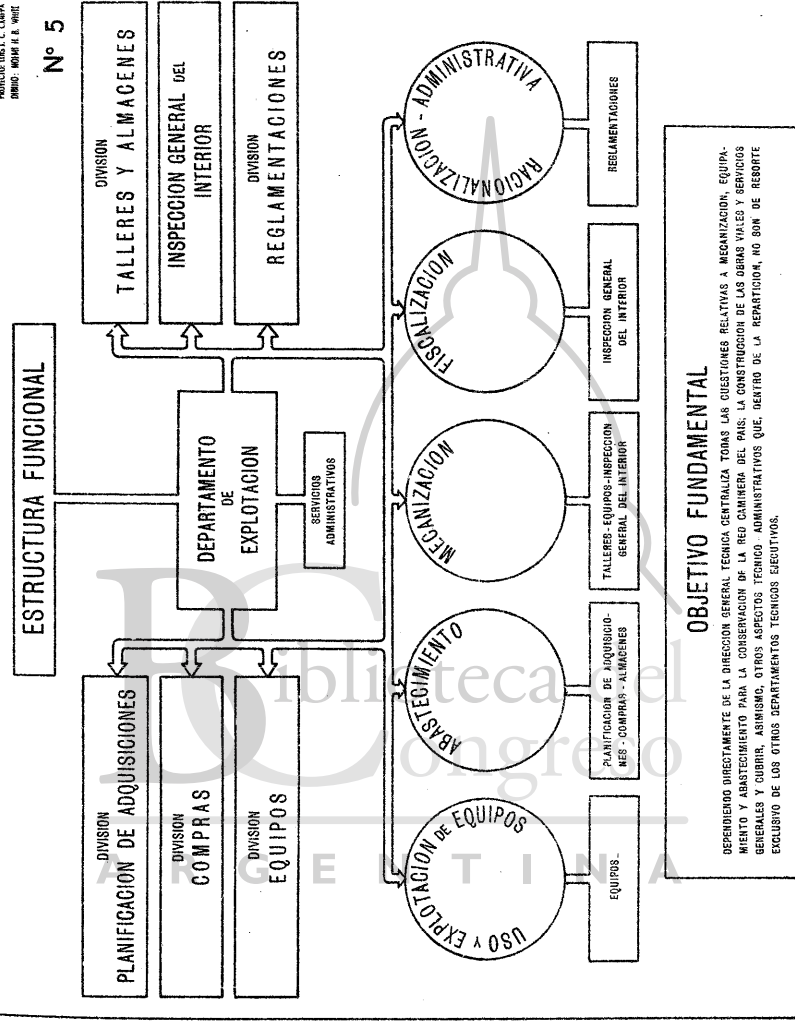 DIBUJO: MOHM H. B. WHITE
Nº 5
ESTRUCTURA FUNCIONAL
DIVISION
PLANIFICACION DE ADQUISICIONES
DIVISION
COMPRAS
DIVISION
EQUIPOS
DEPARTAMENTO
DE
EXPLOTACION
SERVICIOS
ADMINISTRATIVOS
DIVISION
TALLERES Y ALMACENES
INSPECCION GENERAL DEL
INTERIOR
DIVISION
REGLAMENTACIONES
USO Y EXPLOTACION DE EQUIPOS
ABASTECIMIENTO
MECANIZACION
FISCALIZACION
RACIONALIZACION - ADMINISTRATIVA
EQUIPOS_
PLANIFICACION DE ADQUISICIO-
NES - COMPRAS - ALMACENES
TALLERES - EQUIPOS - INSPECCION
GENERAL DEL INTERIOR
INSPECCION GENERAL
DEL INTERIOR
REGLAMENTACIONES
OBJETIVO FUNDAMENTAL
DEPENDIENDO DIRECTAMENTE DE LA DIRECCION GENERAL TECNICA CENTRALIZA TODAS LAS CUESTIONES RELATIVAS A MECANIZACION, EQUIPA-
MIENTO Y ABASTECIMIENTO PARA LA CONSERVACION DE LA RED CAMINERA DEL PAIS; LA CONSTRUCCION DE LAS OBRAS VIALES Y SERVICIOS
GENERALES Y CUBRIR, ASIMISMO, OTROS ASPECTOS TECNICO - ADMINISTRATIVOS QUE, DENTRO DE LA REPARTICION, NO SON DE RESORTE
EXCLUSIVO DE LOS OTROS DEPARTAMENTOS TECNICOS EJECUTIVOS.
Biblioteca del
Congreso
ARGENTINA